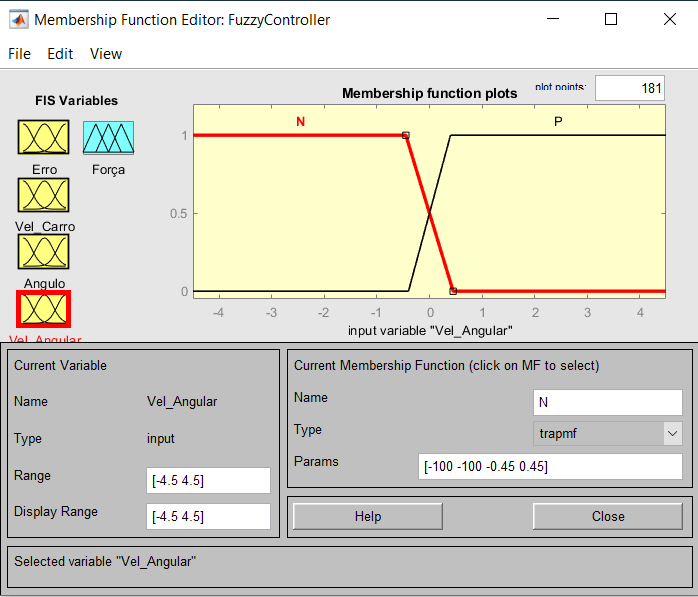 Membership Function Editor: FuzzyController
File Edit View
FIS Variables
Erro
Força
Vel_Carro
Angulo
Vel_Angular
Membership function plots
plot points:
181
N
P
1
0.5
0
-4 -3 -2 -1 0 1 2 3 4
input variable "Vel_Angular"
Current Variable
Name Vel_Angular
Type input
Range [-4.5 4.5]
Display Range [-4.5 4.5]
Current Membership Function (click on MF to select)
Name N
Type trapmf
Params [-100 -100 -0.45 0.45]
Help
Close
Selected variable "Vel_Angular"